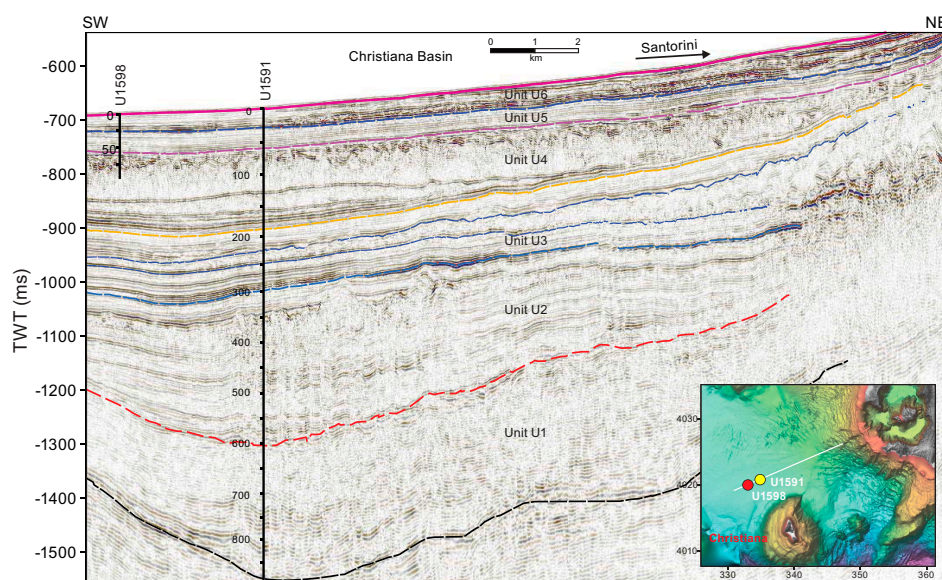 SW
NE
Christiana Basin
0 1 2
km
Santorini
U1598
U1591
TWT (ms)
-600
-700
-800
-900
-1000
-1100
-1200
-1300
-1400
-1500
0
50
0
100
200
300
400
500
600
700
800
Unit U6
Unit U5
Unit U4
Unit U3
Unit U2
Unit U1
4030
4020
4010
U1591
U1598
Christiana
330
340
350
360